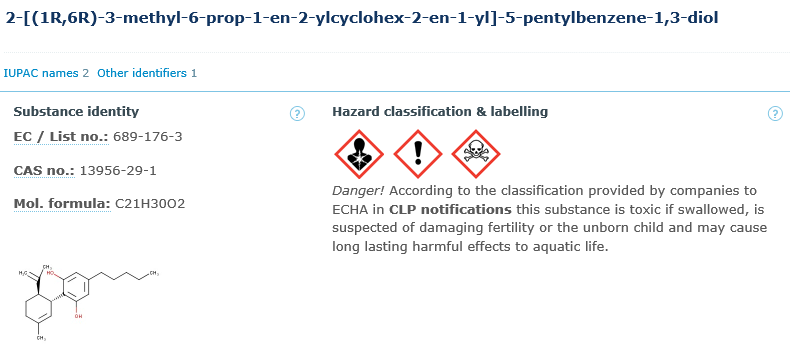 2-[(1R,6R)-3-methyl-6-prop-1-en-2-ylcyclohex-2-en-1-yl]-5-pentylbenzene-1,3-diol
IUPAC names 2 Other identifiers 1
Substance identity ?
EC / List no.: 689-176-3
CAS no.: 13956-29-1
Mol. formula: C21H30O2
H₃C
CH₂
HO
CH₃
OH
CH₃
Hazard classification & labelling ?
Danger! According to the classification provided by companies to
ECHA in CLP notifications this substance is toxic if swallowed, is
suspected of damaging fertility or the unborn child and may cause
long lasting harmful effects to aquatic life.